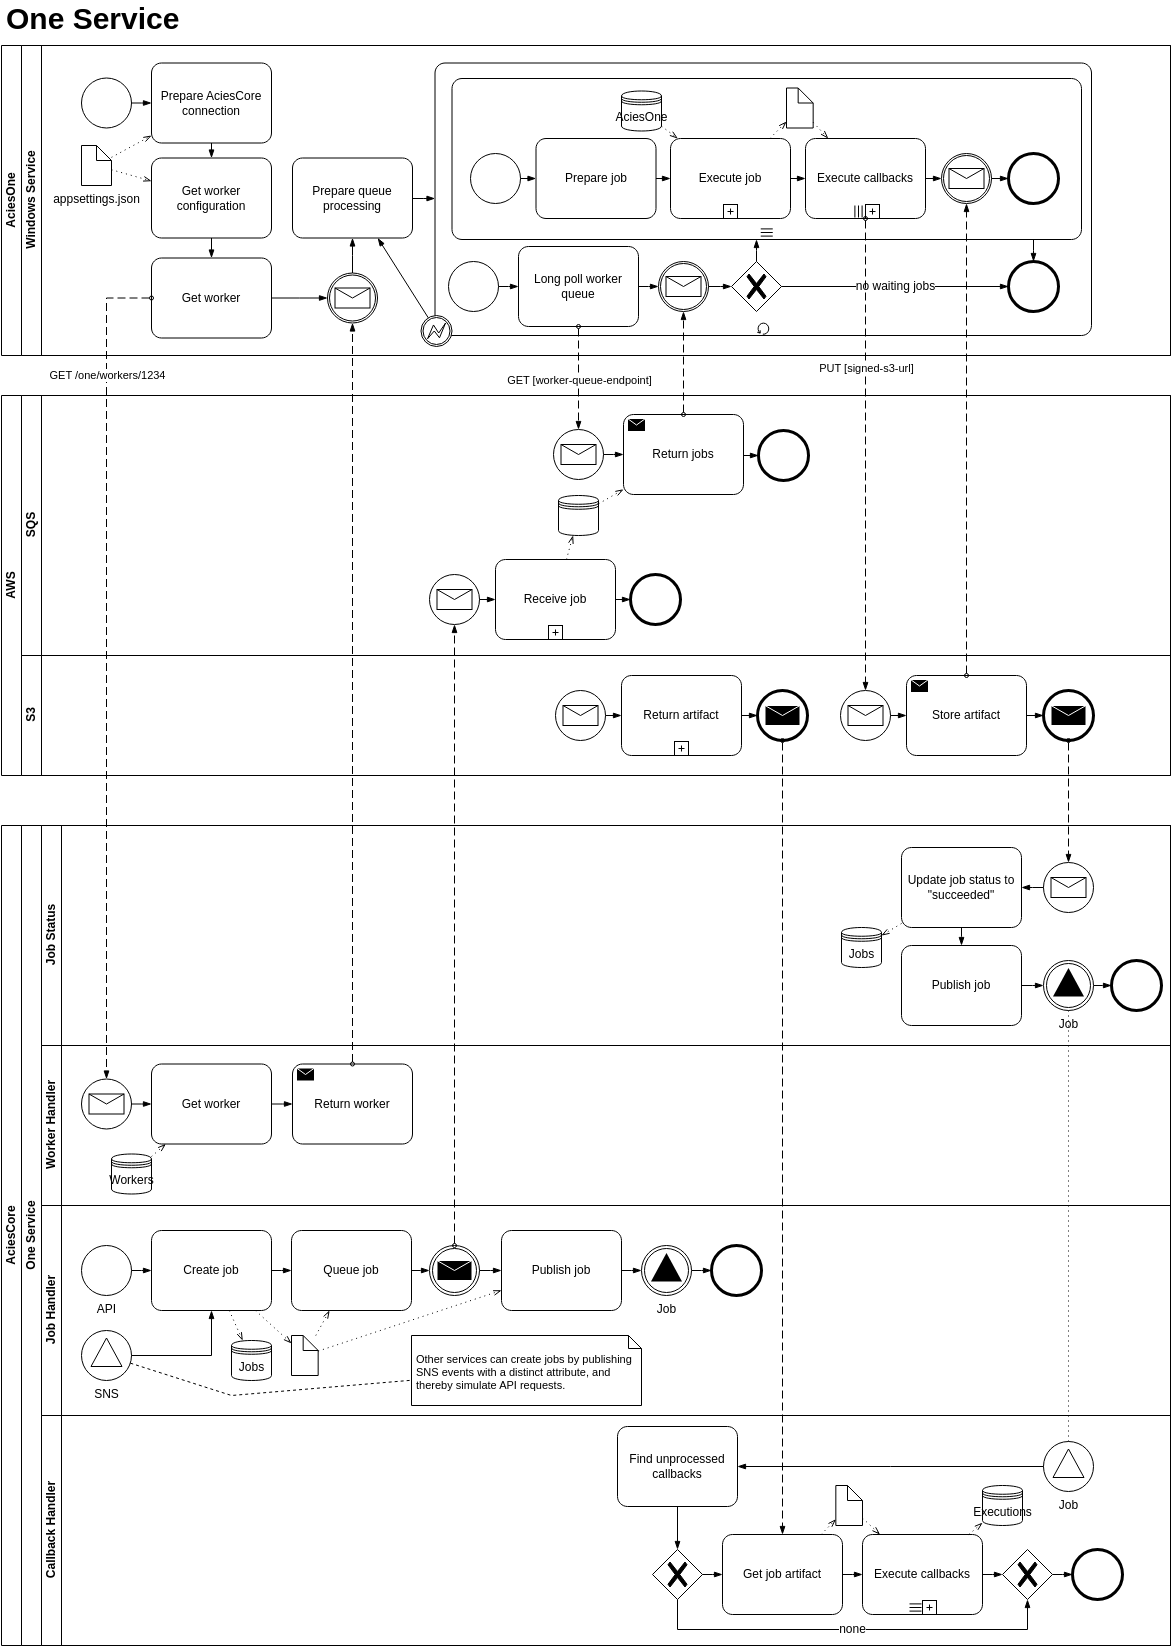 One Service
AciesOne
Windows Service
Prepare AciesCore
connection
appsettings.json
Get worker
configuration
Get worker
Prepare queue
processing
AciesOne
Prepare job
Execute job
Execute callbacks
Long poll worker
queue
no waiting jobs
GET /one/workers/1234
GET [worker-queue-endpoint]
PUT [signed-s3-url]
AWS
SQS
Return jobs
Receive job
S3
Return artifact
Store artifact
AciesCore
One Service
Job Status
Update job status to
"succeeded"
Jobs
Publish job
Job
Worker Handler
Get worker
Return worker
Workers
Job Handler
API
Create job
Queue job
Publish job
Job
SNS
Jobs
Other services can create jobs by publishing
SNS events with a distinct attribute, and
thereby simulate API requests.
Callback Handler
Find unprocessed
callbacks
Job
Executions
Get job artifact
Execute callbacks
none